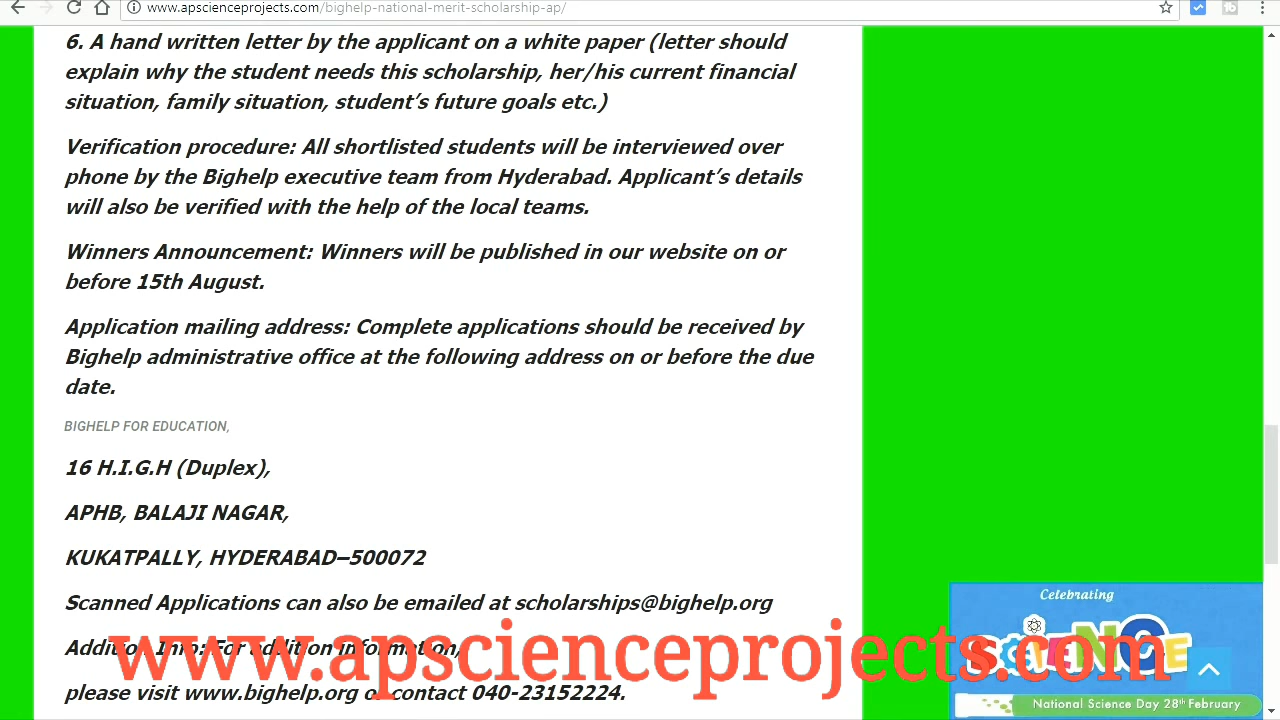 www.apscienceprojects.com/bighelp-national-merit-scholarship-ap/
6. A hand written letter by the applicant on a white paper (letter should
explain why the student needs this scholarship, her/his current financial
situation, family situation, student's future goals etc.)
Verification procedure: All shortlisted students will be interviewed over
phone by the Bighelp executive team from Hyderabad. Applicant's details
will also be verified with the help of the local teams.
Winners Announcement: Winners will be published in our website on or
before 15th August.
Application mailing address: Complete applications should be received by
Bighelp administrative office at the following address on or before the due
date.
BIGHELP FOR EDUCATION,
16 H.I.G.H (Duplex),
APHB, BALAJI NAGAR,
KUKATPALLY, HYDERABAD–500072
Scanned Applications can also be emailed at scholarships@bighelp.org
Addition Info: For addition information,
please visit www.bighelp.org or contact 040-23152224.
www.apscienceprojects.com
Celebrating
SCIENCE
National Science Day 28th February